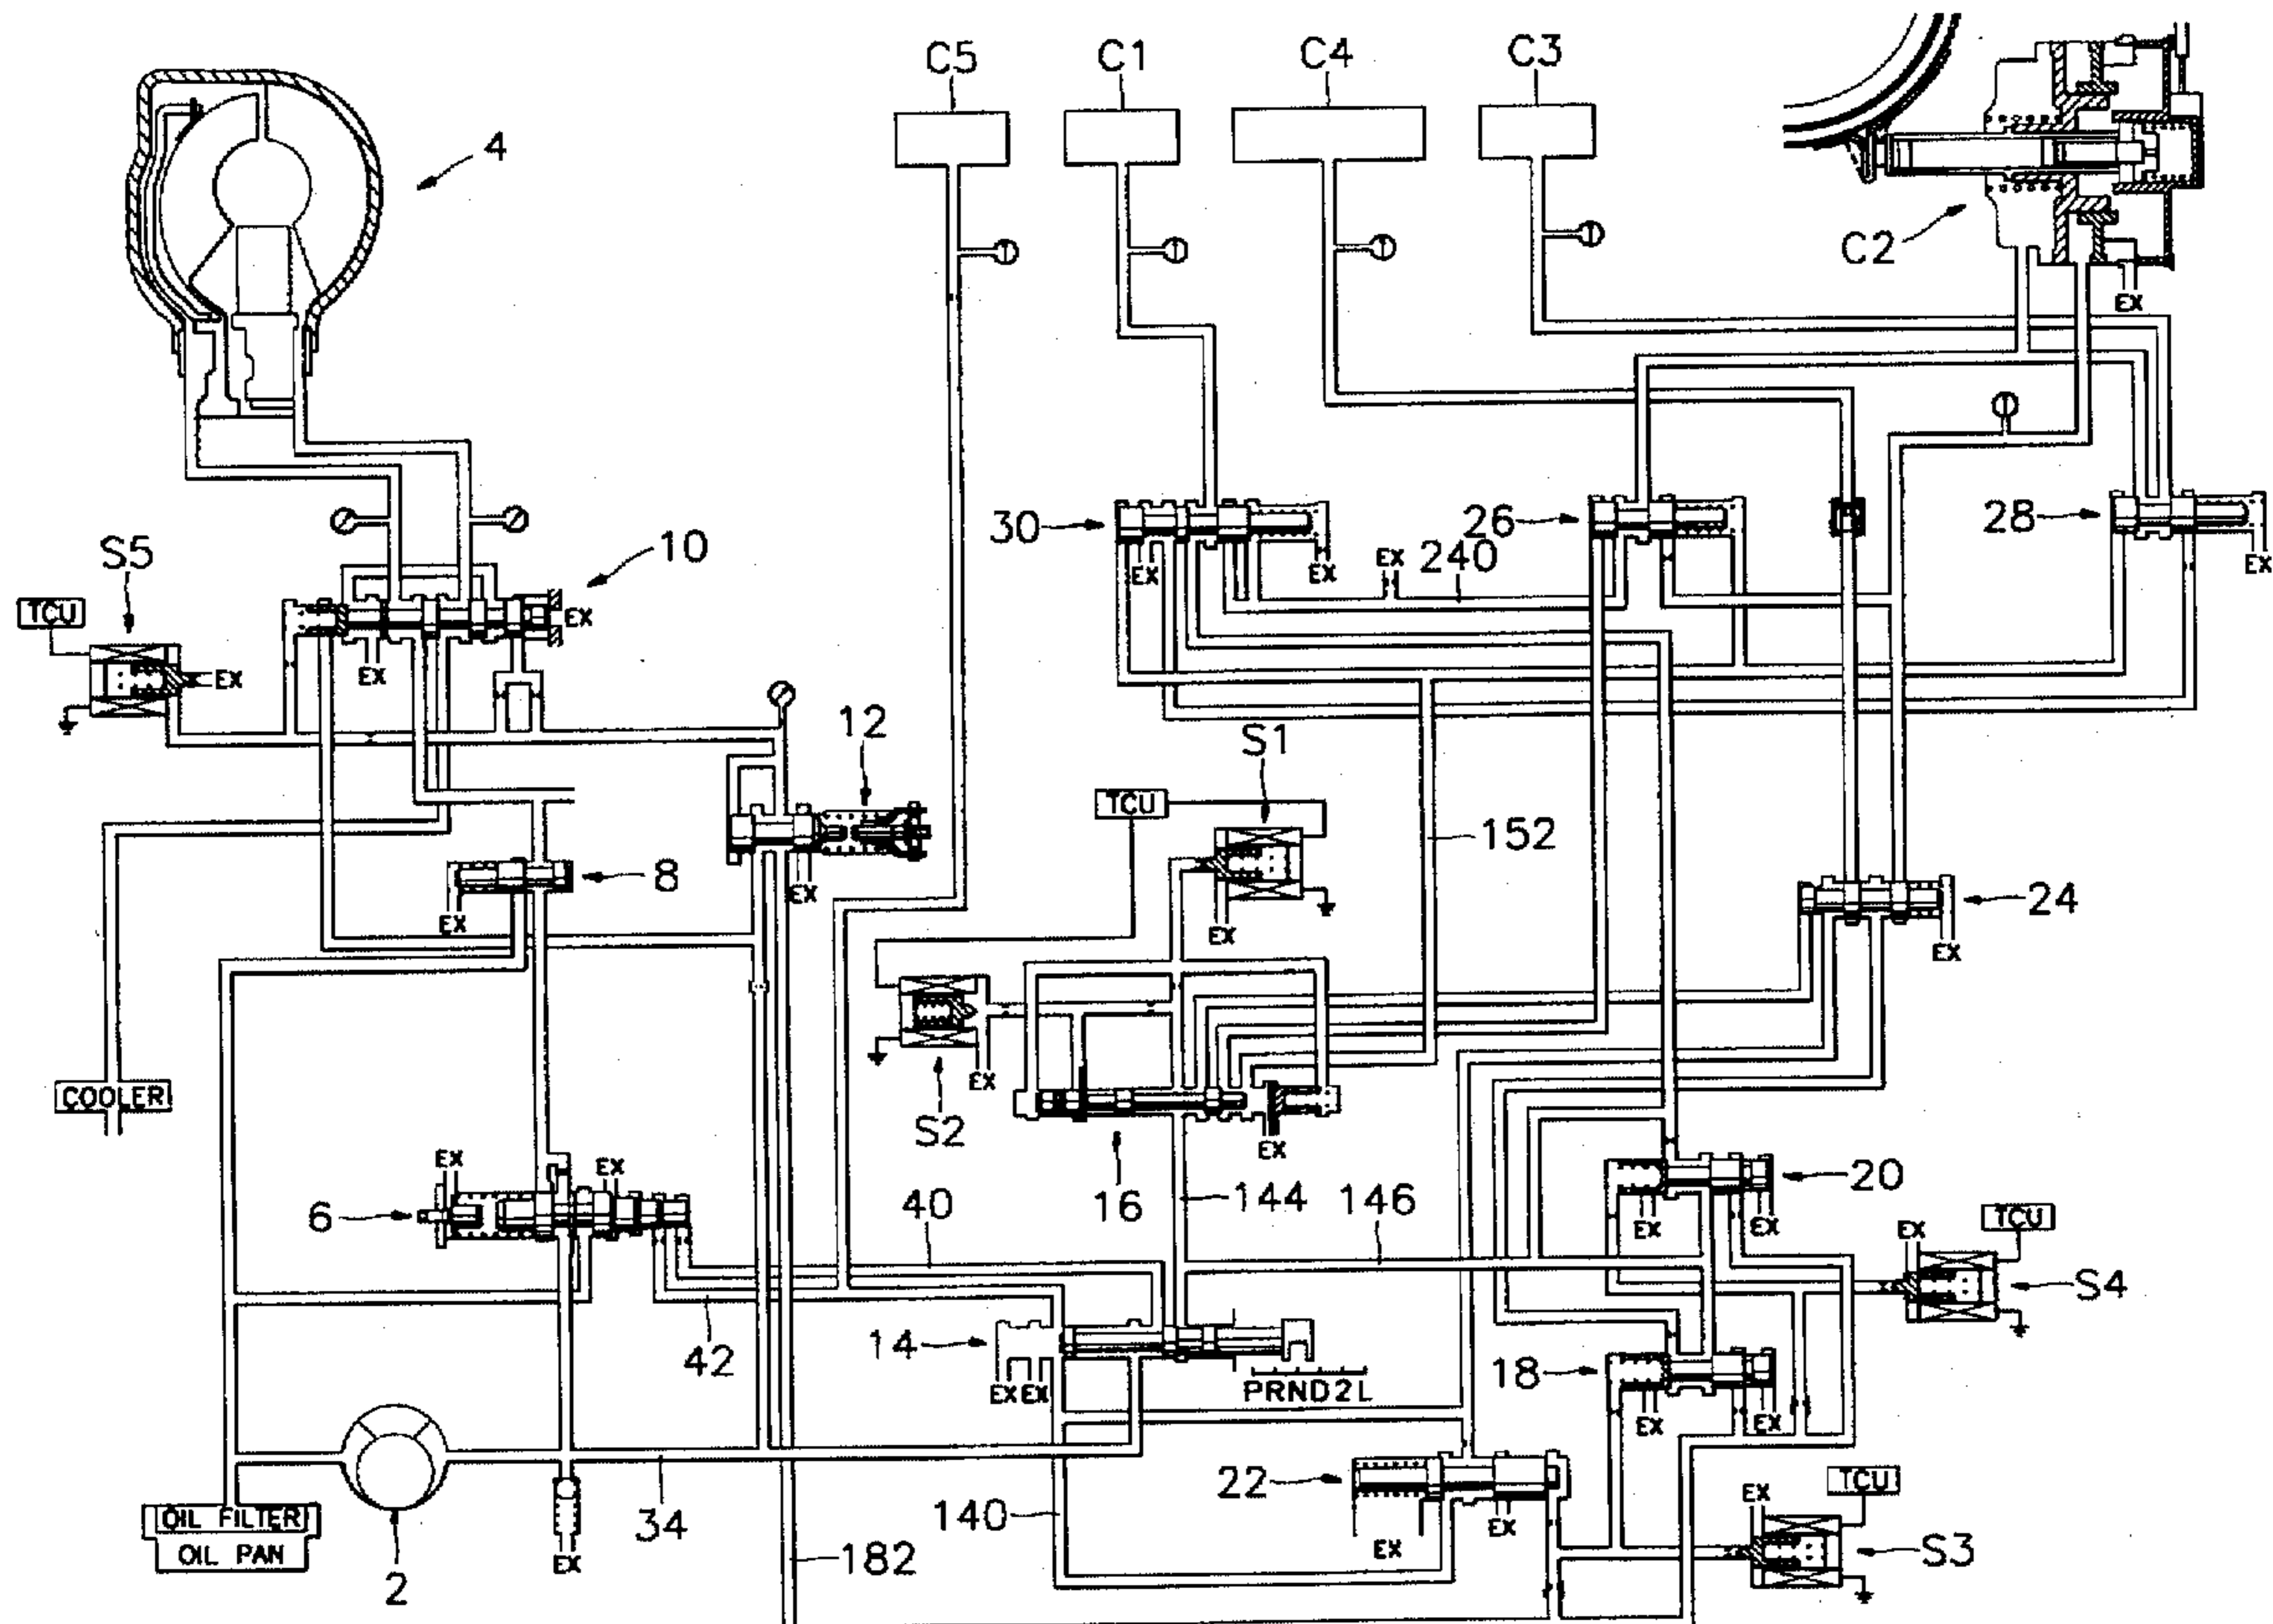 C5
C1
C4
C3
4
C2
EX
10
S5
TCU
EX
EX
EX
30
EX
EX
EX
240
26
28
EX
12
S1
TCU
EX
152
8
EX
EX
24
EX
S2
EX
COOLER
EX
16
144
146
20
EX
EX
EX
EX
6
40
EX
TCU
S4
42
14
EX
EX
PRND2L
18
EX
EX
22
EX
EX
TCU
EX
S3
OIL FILTER
OIL PAN
2
EX
34
182
140